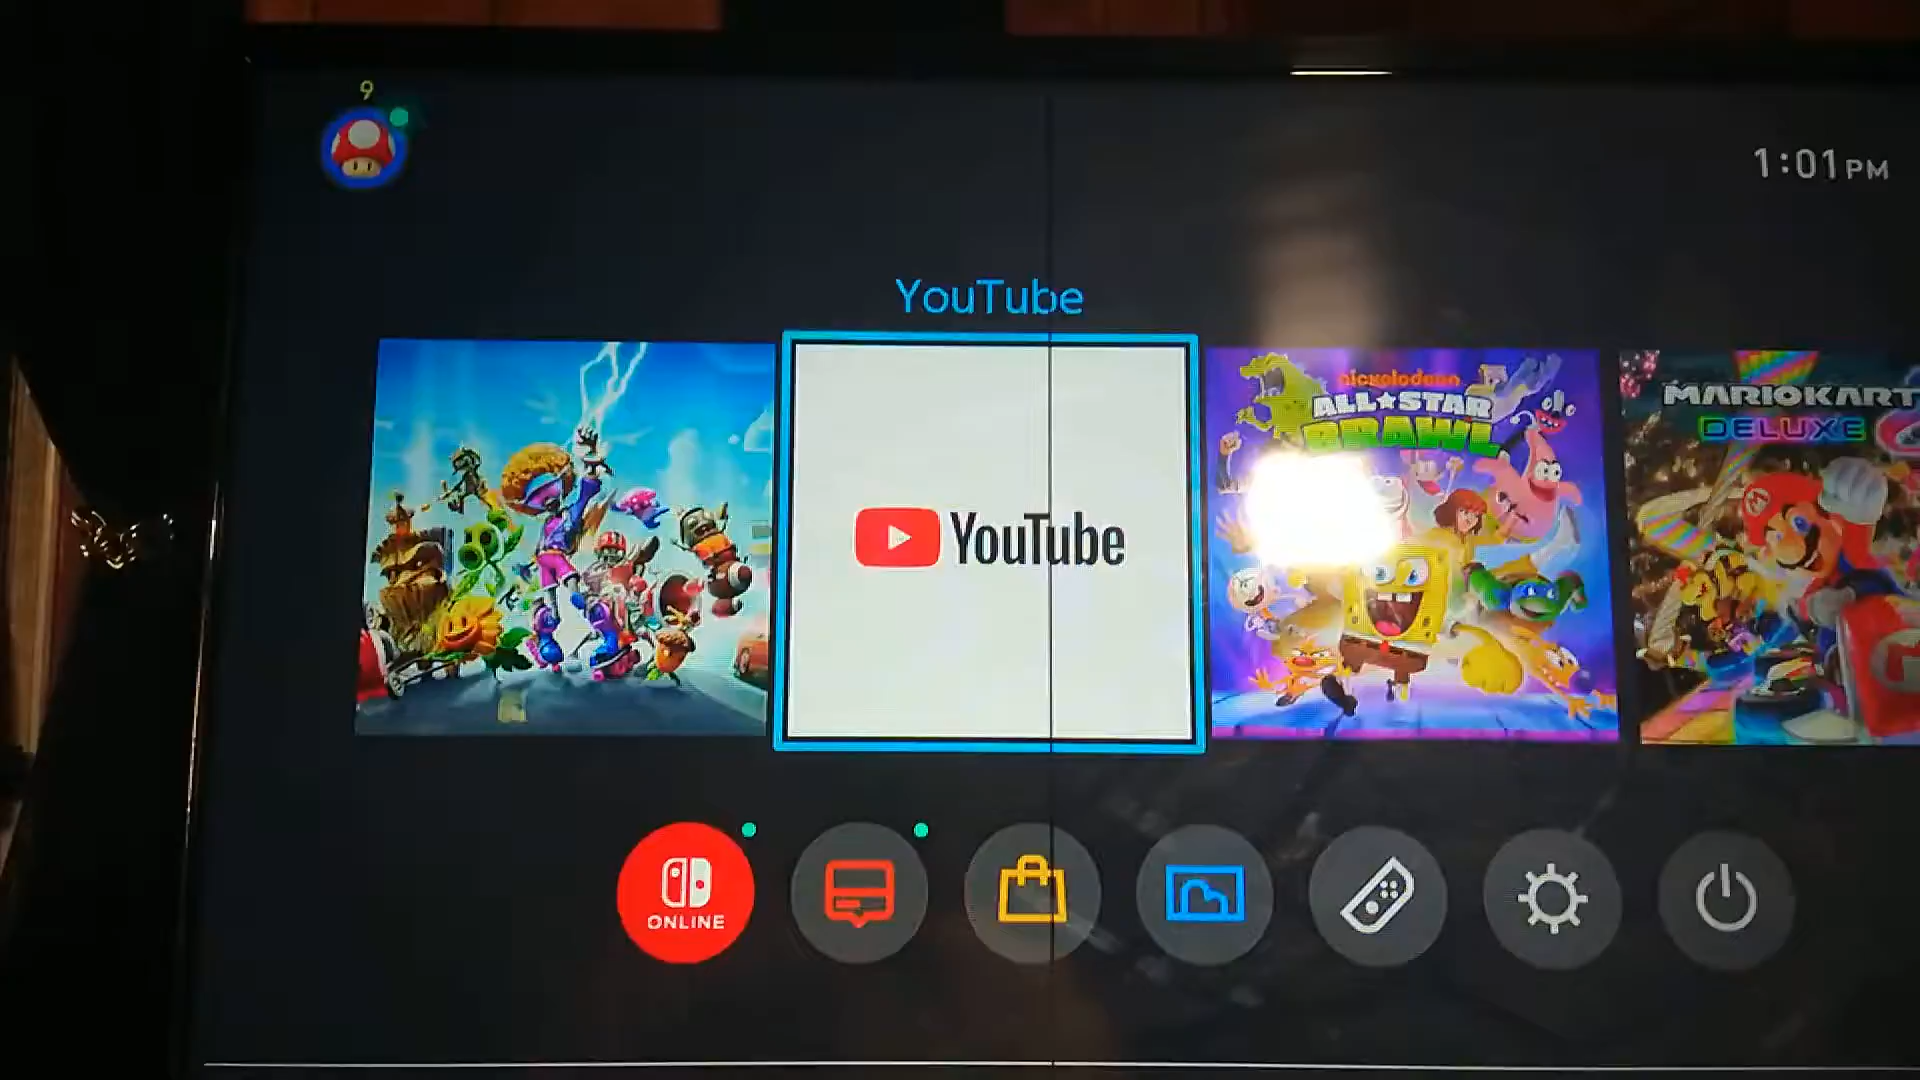 9
1:01PM
YouTube
YouTube
nickelodeon
ALL★STAR
BRAWL
MARIOKART
DELUXE
ONLINE